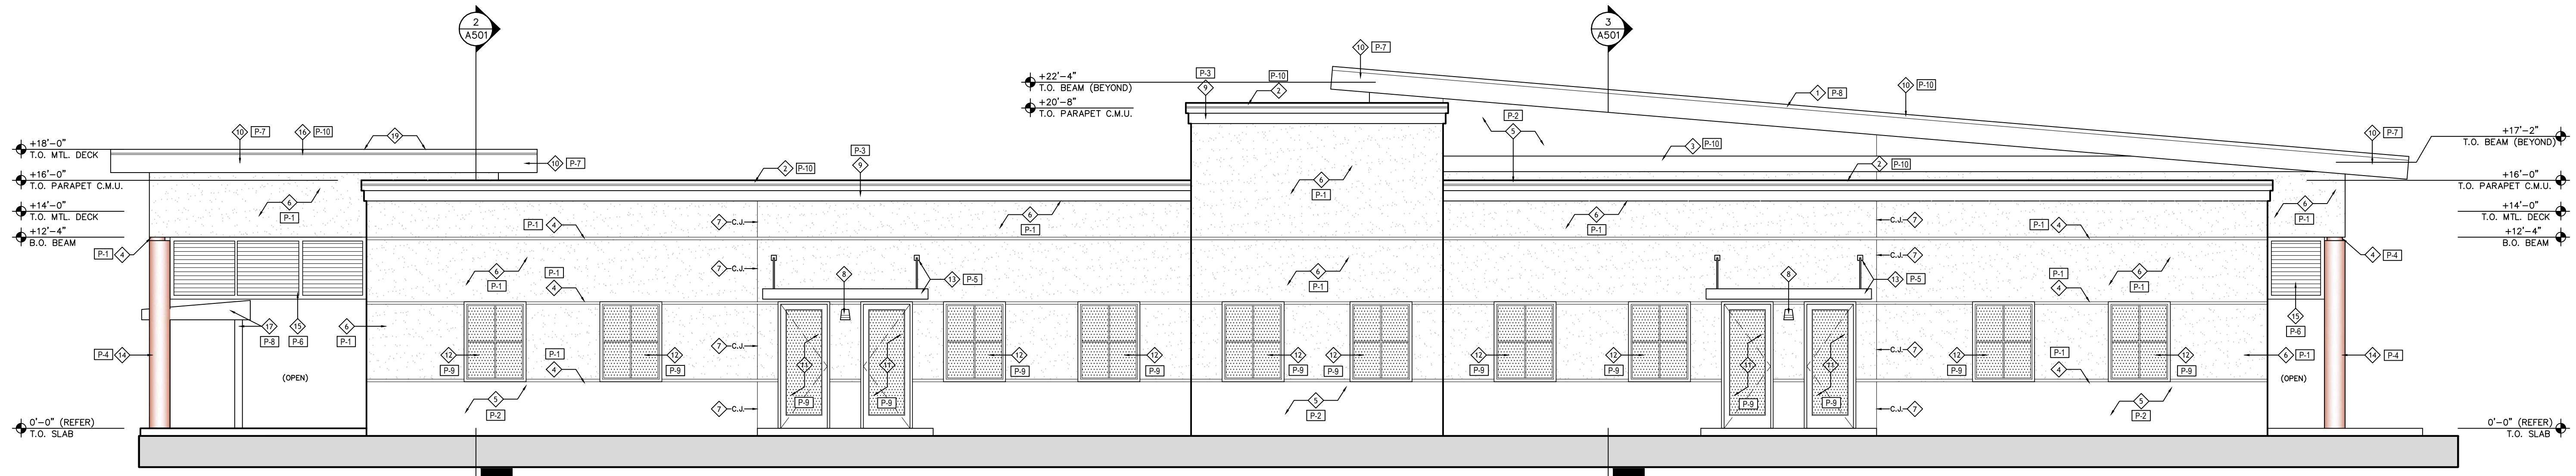 2
A501
3
A501
10 P-7
+22'-4"
T.O. BEAM (BEYOND)
P-3
9
P-10
2
10 P-10
1 P-8
+20'-8"
T.O. PARAPET C.M.U.
P-2
5
10 P-7
16 P-10
19
10 P-7
+17'-2"
T.O. BEAM (BEYOND)
+18'-0"
T.O. MTL. DECK
P-3
9
3 P-10
10 P-7
2 P-10
2 P-10
+16'-0"
T.O. PARAPET C.M.U.
6
P-1
+16'-0"
T.O. PARAPET C.M.U.
6
P-1
6
P-1
+14'-0"
T.O. MTL. DECK
P-1 4
7 C.J.
6
P-1
6
P-1
C.J. 7
P-1 4
+14'-0"
T.O. MTL. DECK
+12'-4"
B.O. BEAM
+12'-4"
B.O. BEAM
P-1 4
4 P-4
6
P-1
P-1
4
7 C.J.
8
13 P-5
6
P-1
8
13 P-5
C.J. 7
P-1
4
6
P-1
17
P-8
15
P-6
6
P-1
15
P-6
P-4 14
12
P-9
P-1
4
12
P-9
7 C.J.
11
P-9
11
P-9
12
P-9
12
P-9
12
P-9
12
P-9
12
P-9
12
P-9
11
P-9
11
P-9
C.J. 7
12
P-9
P-1
4
12
P-9
6 P-1
14 P-4
(OPEN)
(OPEN)
5
P-2
7 C.J.
5
P-2
C.J. 7
5
P-2
0'-0" (REFER)
T.O. SLAB
0'-0" (REFER)
T.O. SLAB